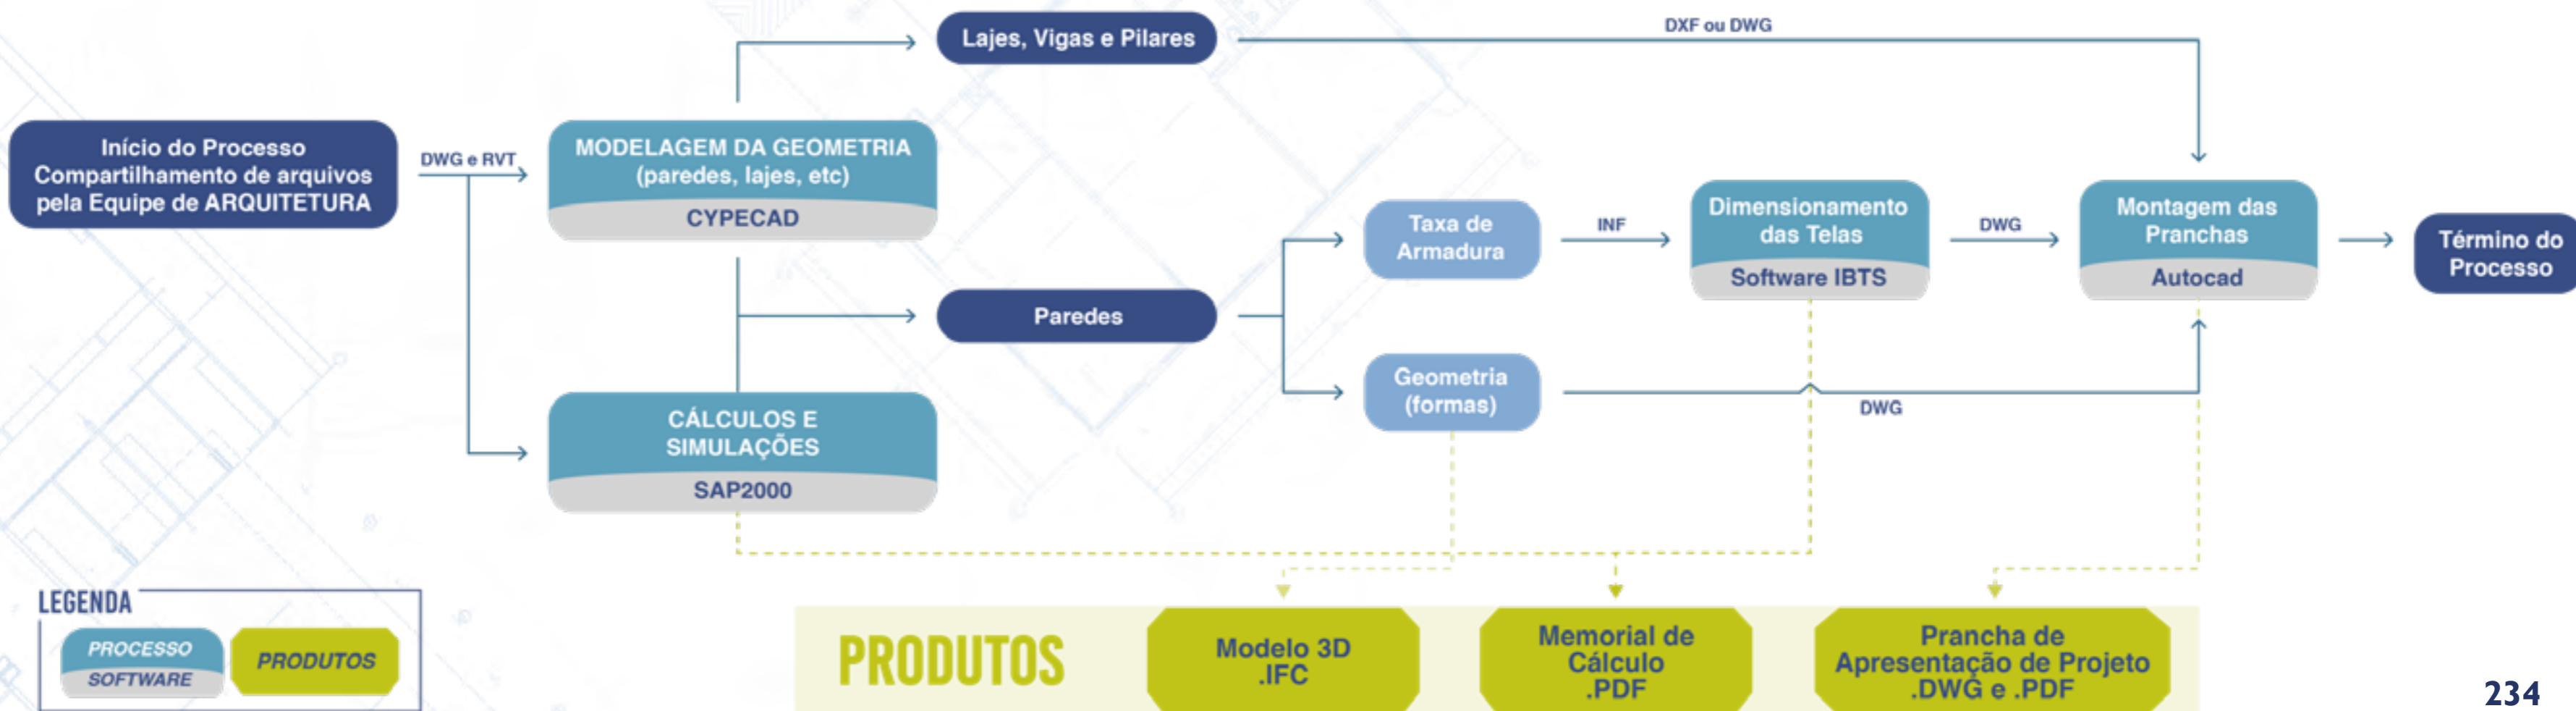 Início do Processo
Compartilhamento de arquivos
pela Equipe de ARQUITETURA
DWG e RVT
MODELAGEM DA GEOMETRIA
(paredes, lajes, etc)
CYPECAD
CÁLCULOS E
SIMULAÇÕES
SAP2000
Lajes, Vigas e Pilares
DXF ou DWG
Paredes
Taxa de
Armadura
INF
Geometria
(formas)
DWG
Dimensionamento
das Telas
Software IBTS
DWG
Montagem das
Pranchas
Autocad
Término do
Processo
LEGENDA
PROCESSO
SOFTWARE
PRODUTOS
PRODUTOS
Modelo 3D
.IFC
Memorial de
Cálculo
.PDF
Prancha de
Apresentação de Projeto
.DWG e .PDF
234